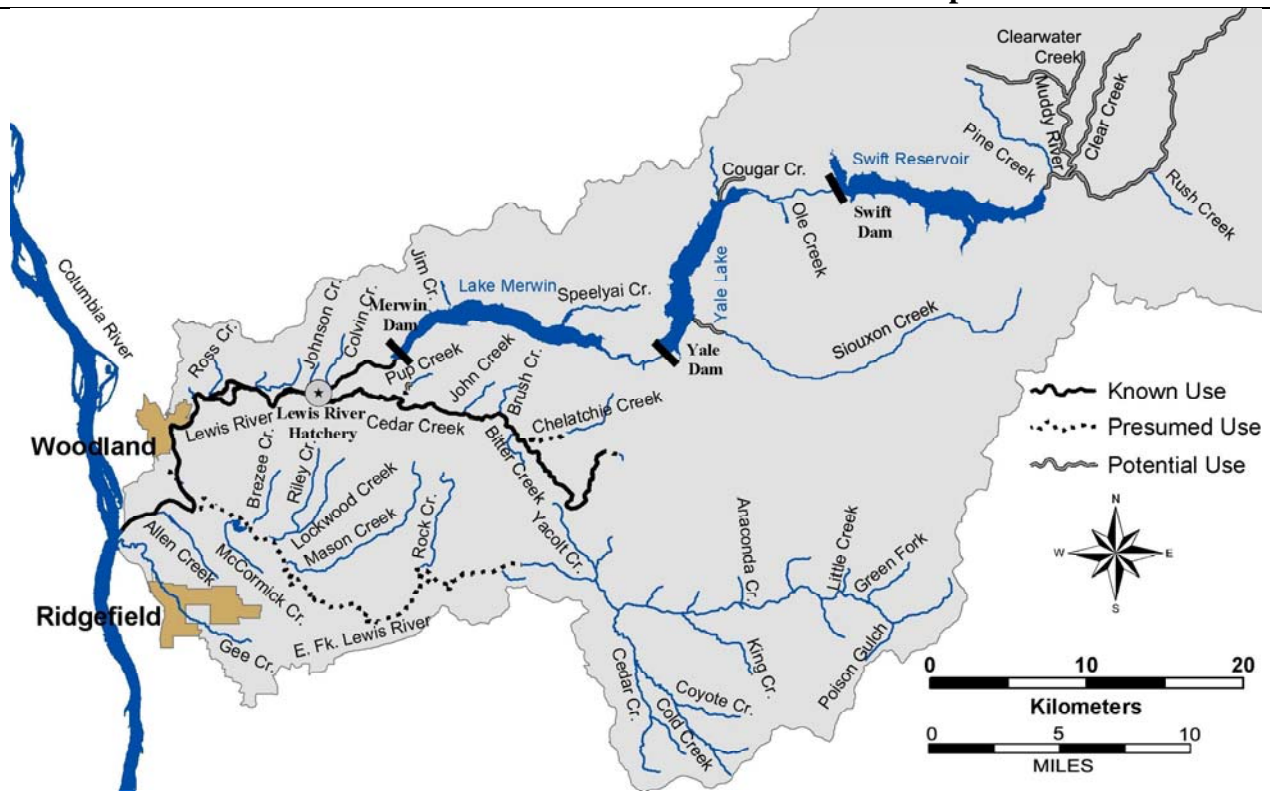 Clearwater
Creek
Muddy River
Clear Creek
Pine Creek
Rush Creek
Swift Reservoir
Cougar Cr.
Ole Creek
Swift
Dam
Columbia River
Jim Cr.
Lake Merwin
Speelyai Cr.
Yale Lake
Merwin
Dam
Johnson Cr.
Colvin Cr.
Ross Cr.
Siouxon Creek
Yale
Dam
Pup Creek
John Creek
Brush Cr.
Known Use
Presumed Use
Potential Use
Lewis River
Lewis River
Hatchery
Cedar Creek
Chelatchie Creek
Woodland
Brezee Cr.
Riley Cr.
Bitter Creek
Lockwood Creek
Mason Creek
Rock Cr.
Yacolt Cr.
Anaconda Cr.
Little Creek
Green Fork
N
W
E
S
Allen Creek
McCormick Cr.
Ridgefield
E. Fk. Lewis River
Gee Cr.
Cedar Cr.
King Cr.
Coyote Cr.
Cold Creek
Poison Gulch
0 10 20
Kilometers
0 5 10
MILES